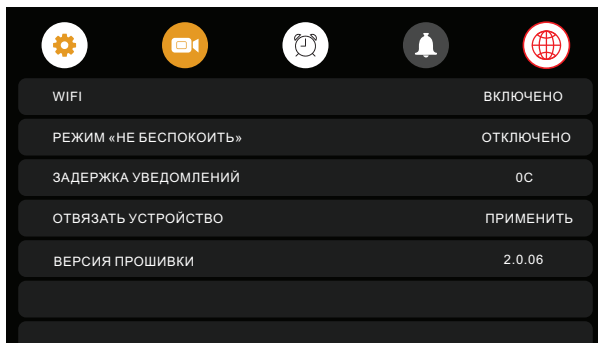 WIFI ВКЛЮЧЕНО
РЕЖИМ «НЕ БЕСПОКОИТЬ» ОТКЛЮЧЕНО
ЗАДЕРЖКА УВЕДОМЛЕНИЙ 0С
ОТВЯЗАТЬ УСТРОЙСТВО ПРИМЕНИТЬ
ВЕРСИЯ ПРОШИВКИ 2.0.06